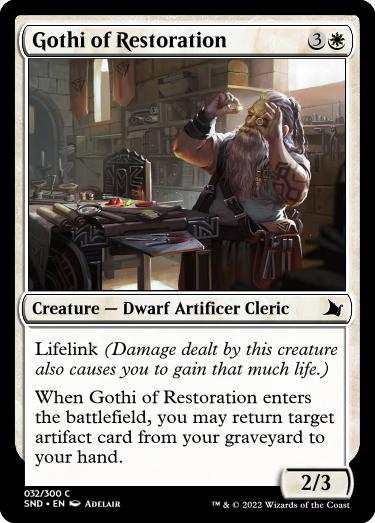 Gothi of Restoration 3
Creature — Dwarf Artificer Cleric
Lifelink (Damage dealt by this creature
also causes you to gain that much life.)
When Gothi of Restoration enters
the battlefield, you may return target
artifact card from your graveyard to
your hand.
2/3
032/300 C
SND • EN Adelair
™ & © 2022 Wizards of the Coast